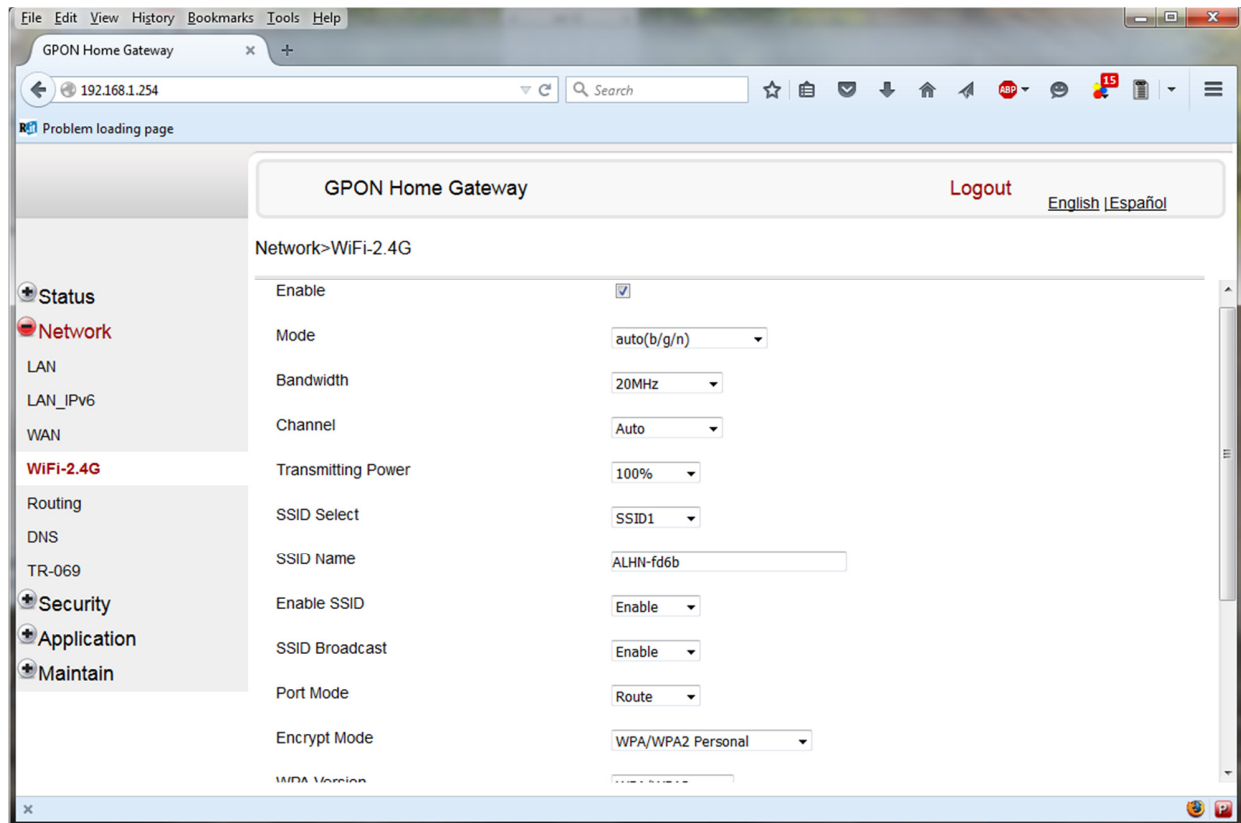 File Edit View History Bookmarks Tools Help
GPON Home Gateway
192.168.1.254
Search
ABP
15
Problem loading page
GPON Home Gateway
Logout
English |Español
Network>WiFi-2.4G
Status
Network
LAN
LAN_IPv6
WAN
WiFi-2.4G
Routing
DNS
TR-069
Security
Application
Maintain
Enable
Mode auto(b/g/n)
Bandwidth 20MHz
Channel Auto
Transmitting Power 100%
SSID Select SSID1
SSID Name ALHN-fd6b
Enable SSID Enable
SSID Broadcast Enable
Port Mode Route
Encrypt Mode WPA/WPA2 Personal
WPA Version